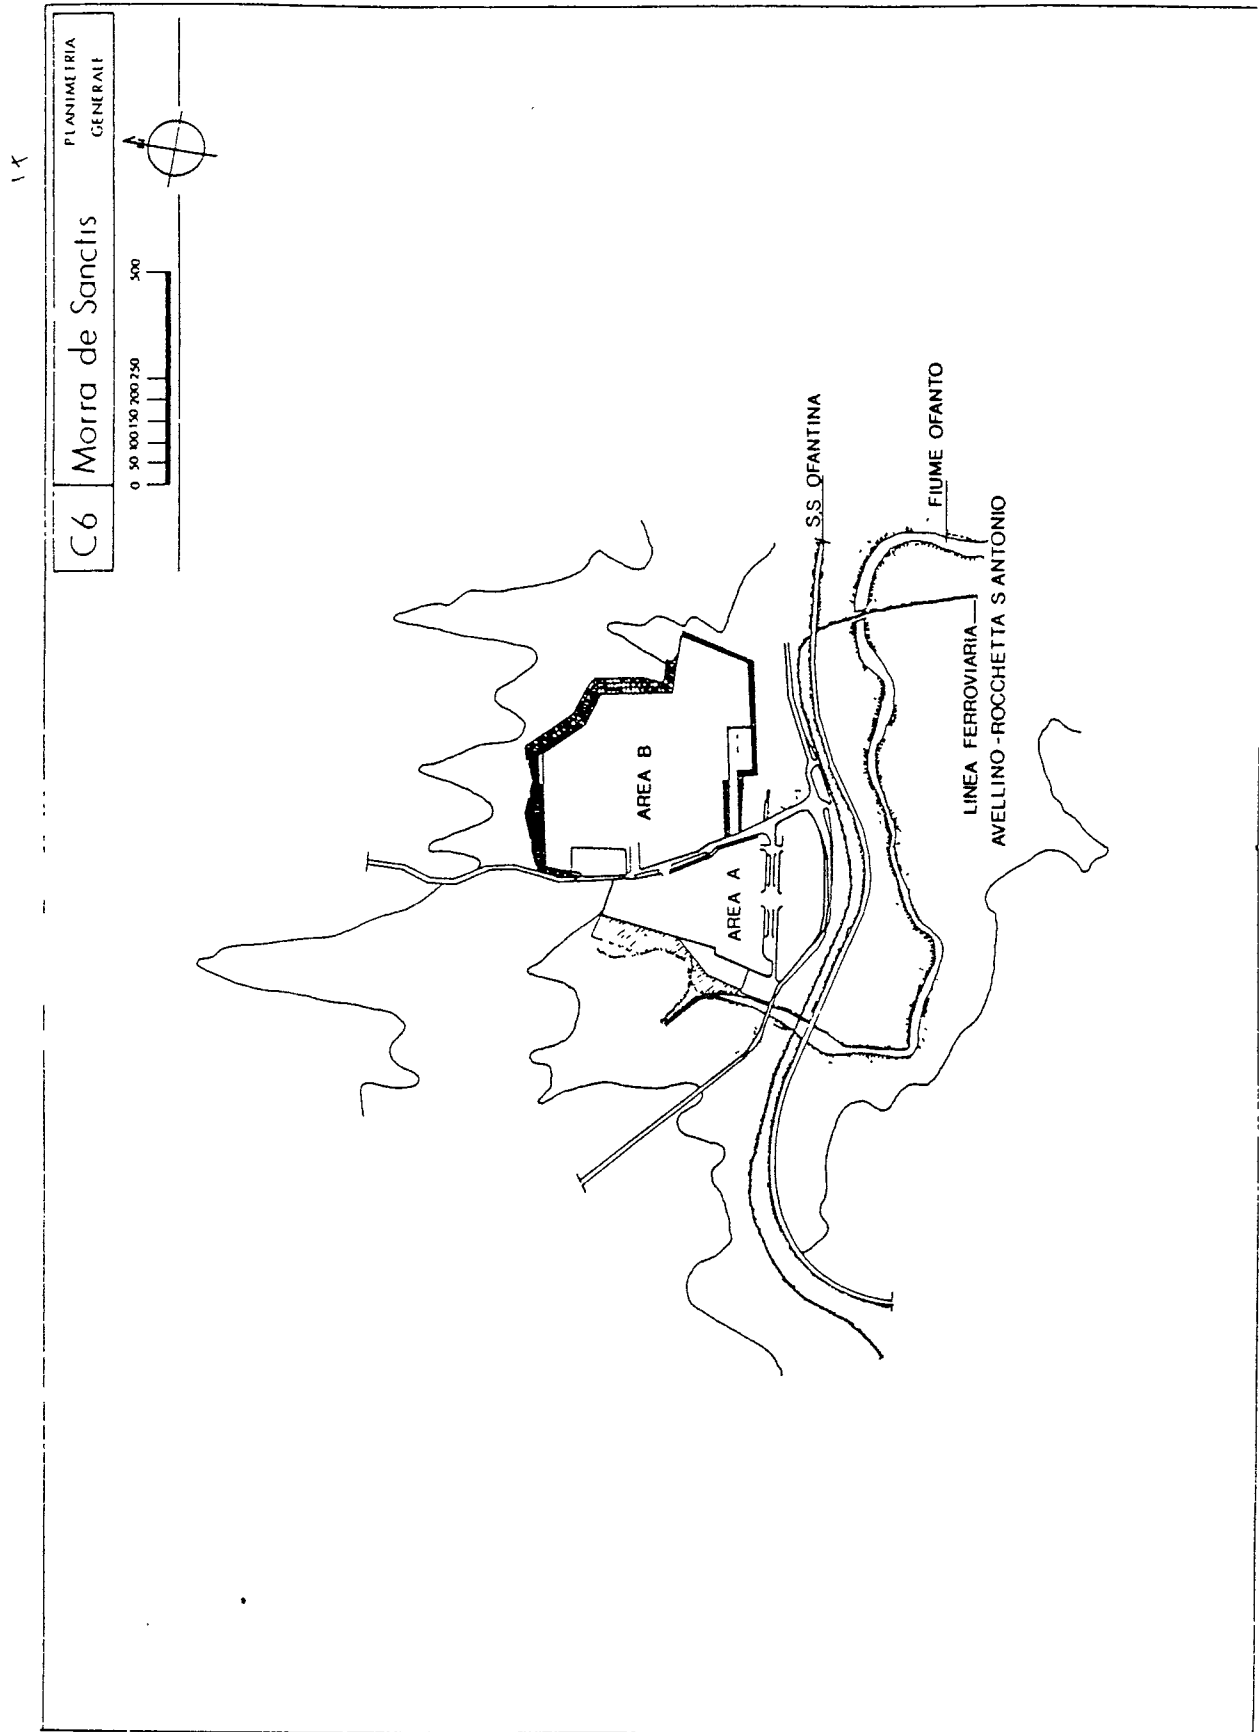 C6
Morra de Sanctis
PLANIMETRIA
GENERALE
0 50 100 150 200 250 500
N
AREA B
AREA A
S.S OFANTINA
FIUME OFANTO
LINEA FERROVIARIA
AVELLINO-ROCCHETTA S ANTONIO